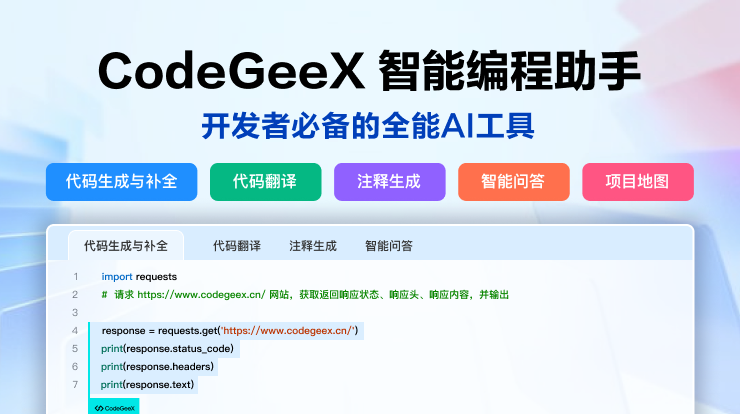 CodeGeeX 智能编程助手
开发者必备的全能AI工具
代码生成与补全 代码翻译 注释生成 智能问答 项目地图
代码生成与补全 代码翻译 注释生成 智能问答
1 import requests
2 # 请求 https://www.codegeex.cn/ 网站，获取返回响应状态、响应头、响应内容，并输出
3
4 response = requests.get('https://www.codegeex.cn/')
5 print(response.status_code)
6 print(response.headers)
7 print(response.text)
CodeGeeX